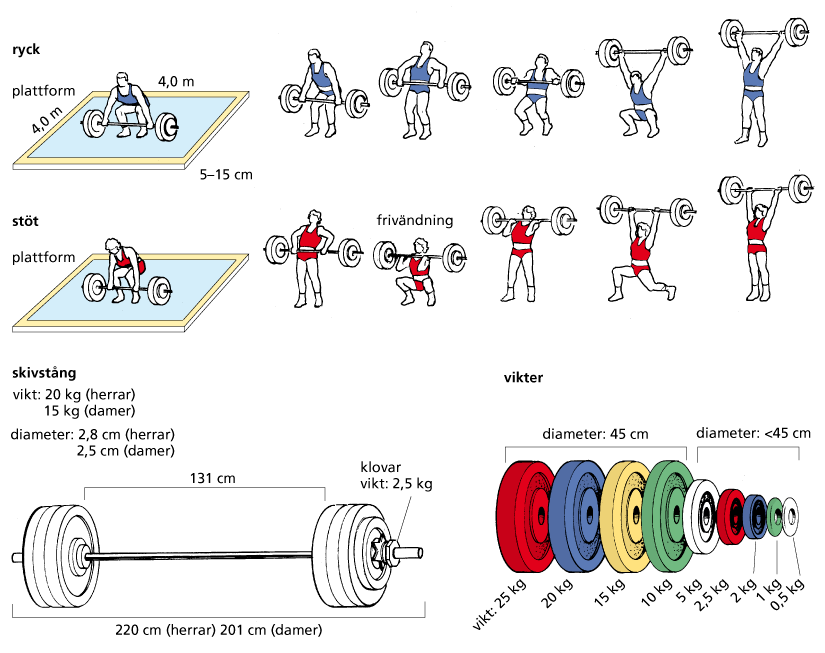 ryck
plattform
4,0 m
4,0 m
5–15 cm
stöt
plattform
frivändning
skivstång
vikt: 20 kg (herrar)
15 kg (damer)
diameter: 2,8 cm (herrar)
2,5 cm (damer)
131 cm
klovar
vikt: 2,5 kg
220 cm (herrar) 201 cm (damer)
vikter
diameter: 45 cm
diameter: <45 cm
vikt: 25 kg
20 kg
15 kg
10 kg
5 kg
2,5 kg
2 kg
1 kg
0,5 kg